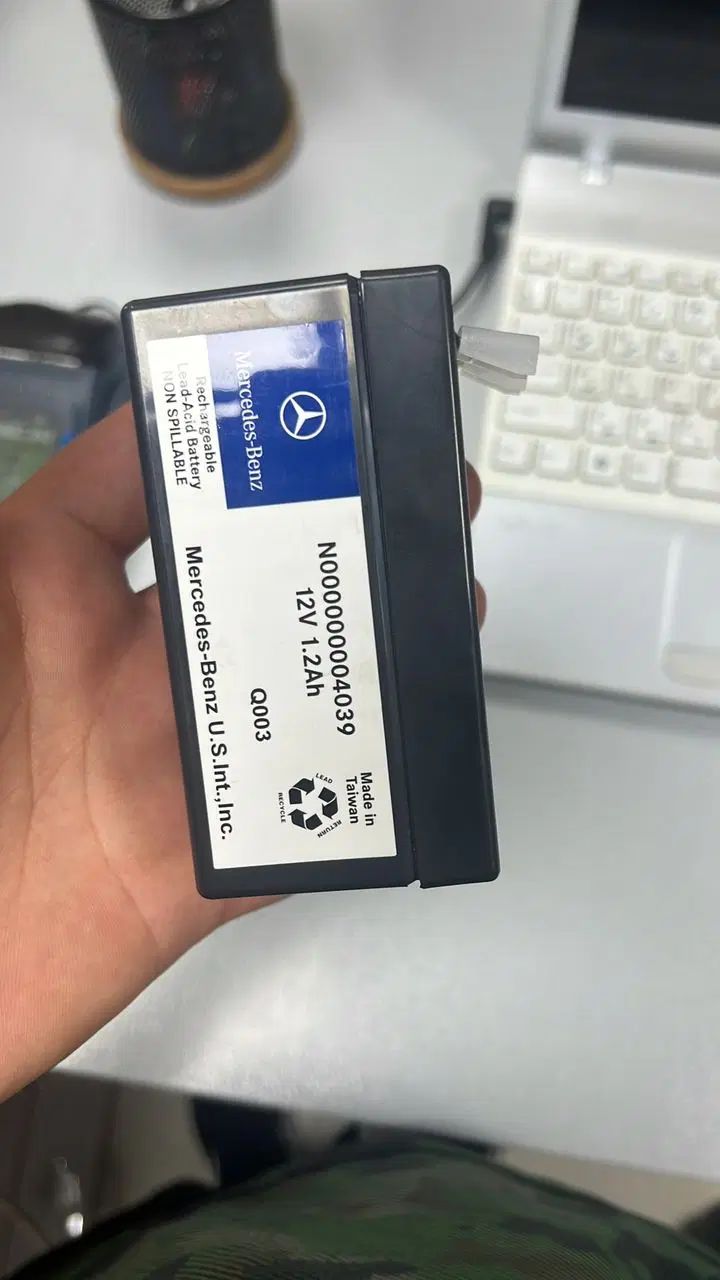 Mercedes-Benz
Rechargeable
Lead-Acid Battery
NON SPILLABLE
N000000004039
12V 1.2Ah
Q003
Mercedes-Benz U.S.Int.,Inc.
Made in
Taiwan
LEAD
RETURN
RECYCLE